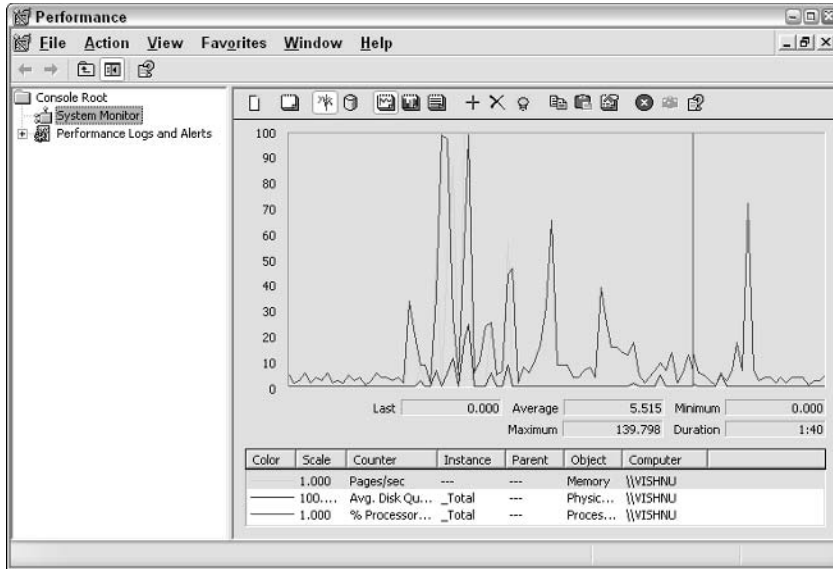 Performance
File Action View Favorites Window Help
Console Root
System Monitor
Performance Logs and Alerts
100
90
80
70
60
50
40
30
20
10
0
Last 0.000 Average 5.515 Minimum 0.000
Maximum 139.798 Duration 1:40
Color Scale Counter Instance Parent Object Computer
1.000 Pages/sec --- --- Memory \\VISHNU
100.... Avg. Disk Qu... _Total --- Physic... \\VISHNU
1.000 % Processor... _Total --- Proces... \\VISHNU